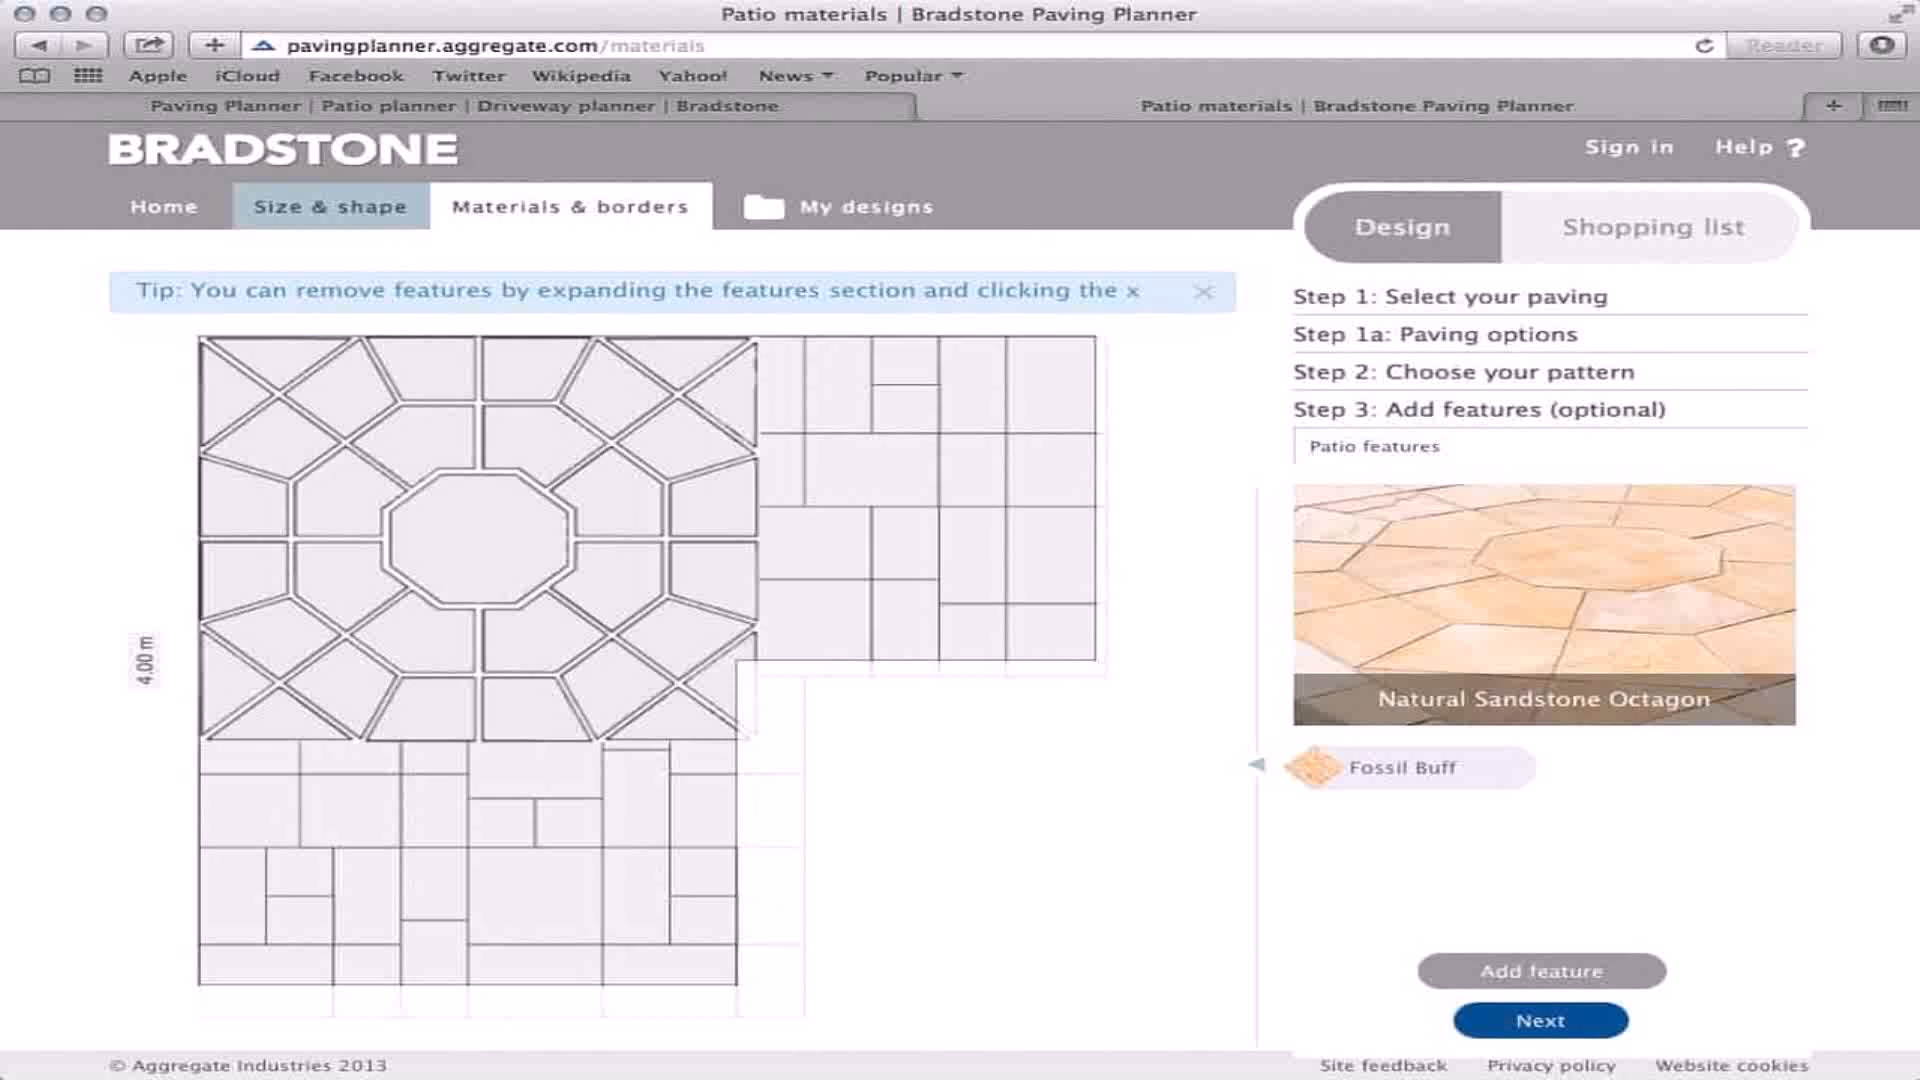 Patio materials | Bradstone Paving Planner
pavingplanner.aggregate.com/materials
Reader
Apple iCloud Facebook Twitter Wikipedia Yahoo! News Popular
Paving Planner | Patio planner | Driveway planner | Bradstone
Patio materials | Bradstone Paving Planner
BRADSTONE
Sign in Help ?
Home Size & shape Materials & borders My designs
Design Shopping list
Tip: You can remove features by expanding the features section and clicking the x
Step 1: Select your paving
Step 1a: Paving options
Step 2: Choose your pattern
Step 3: Add features (optional)
Patio features
4.00 m
Natural Sandstone Octagon
Fossil Buff
Add feature
Next
© Aggregate Industries 2013
Site feedback Privacy policy Website cookies